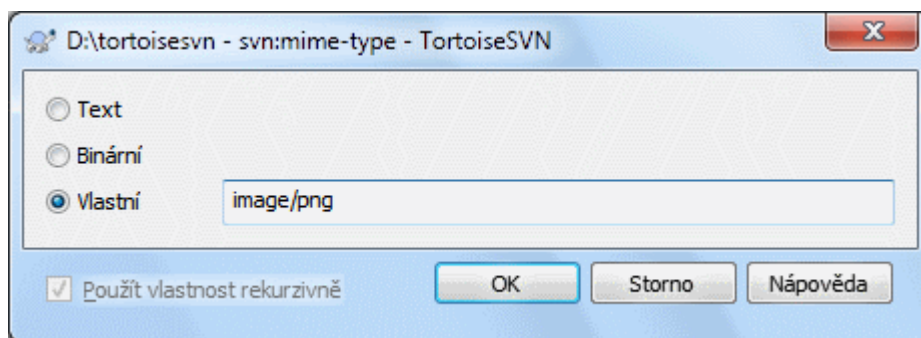 D:\tortoisesvn - svn:mime-type - TortoiseSVN
Text
Binární
Vlastní image/png
Použít vlastnost rekurzivně OK Storno Nápověda